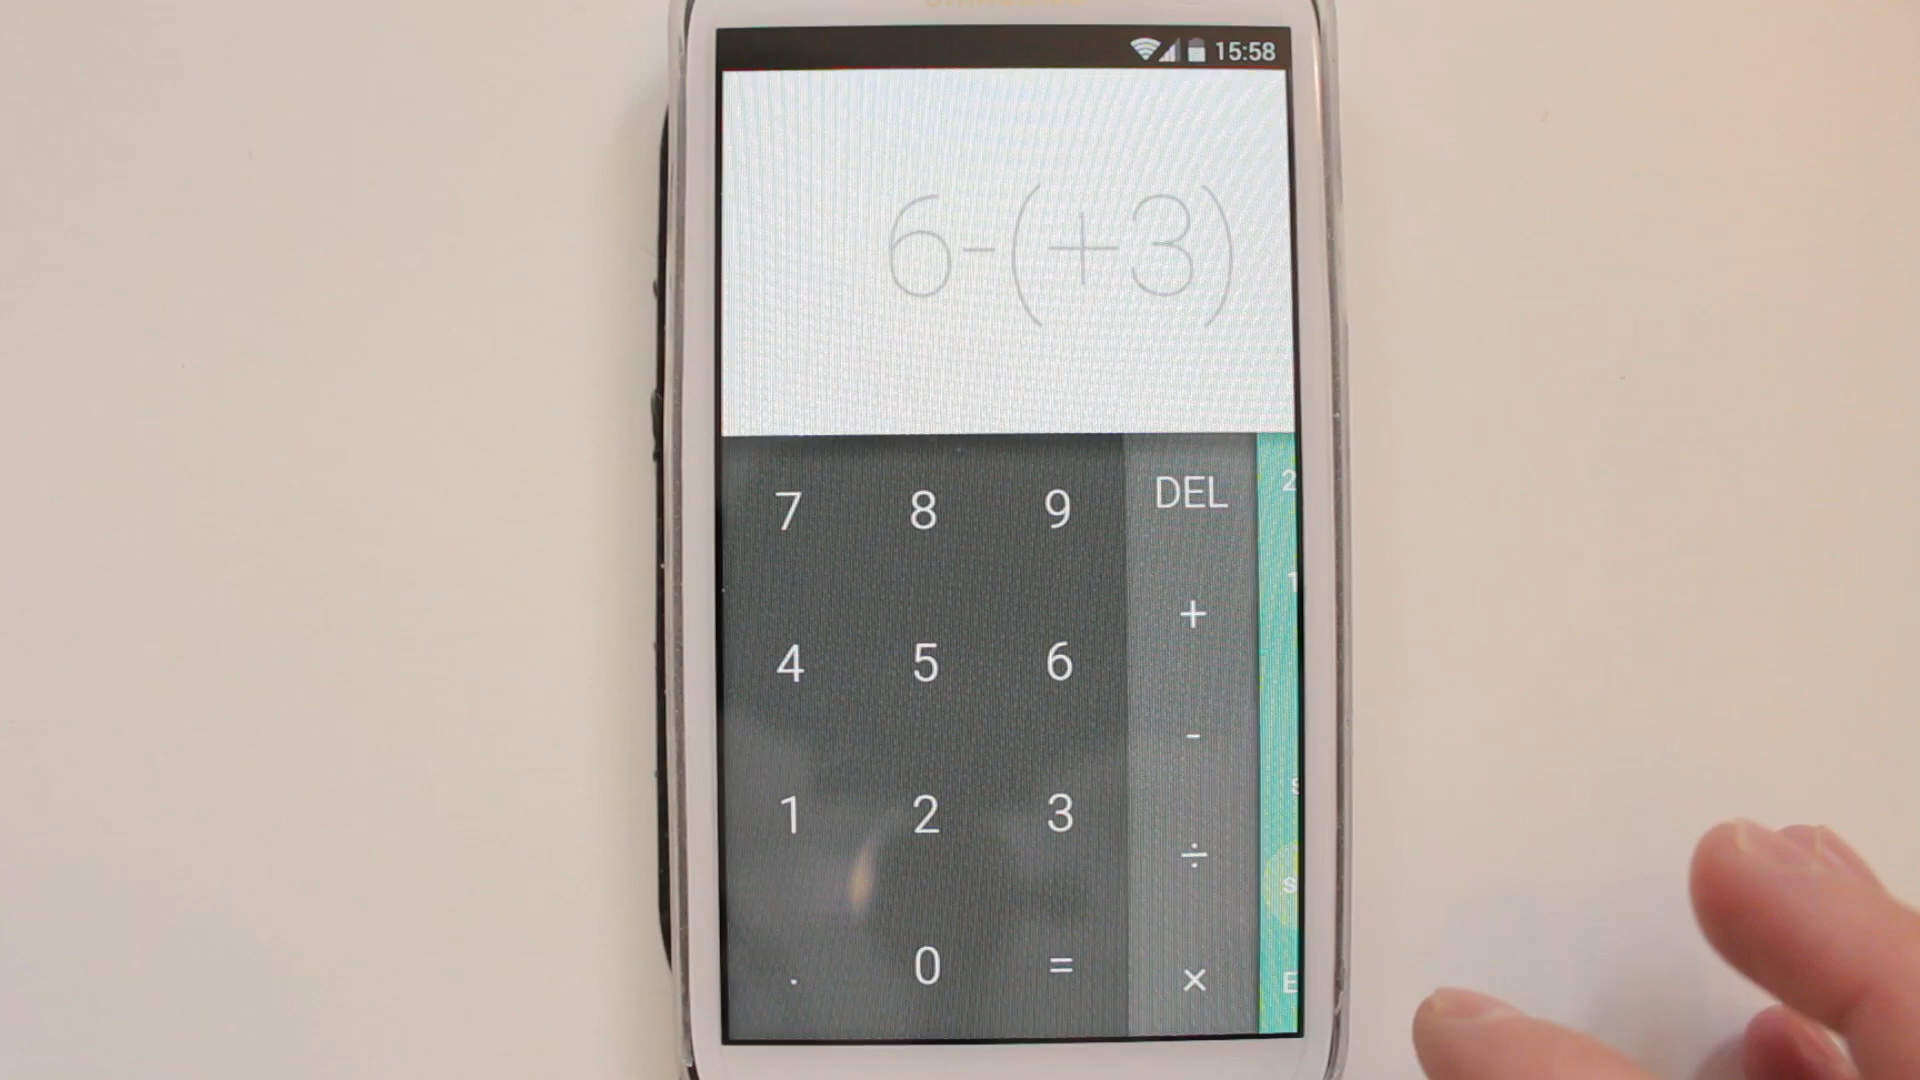 15:58
6-(+3)
7 8 9 DEL
+
4 5 6
-
1 2 3
÷
. 0 = ×